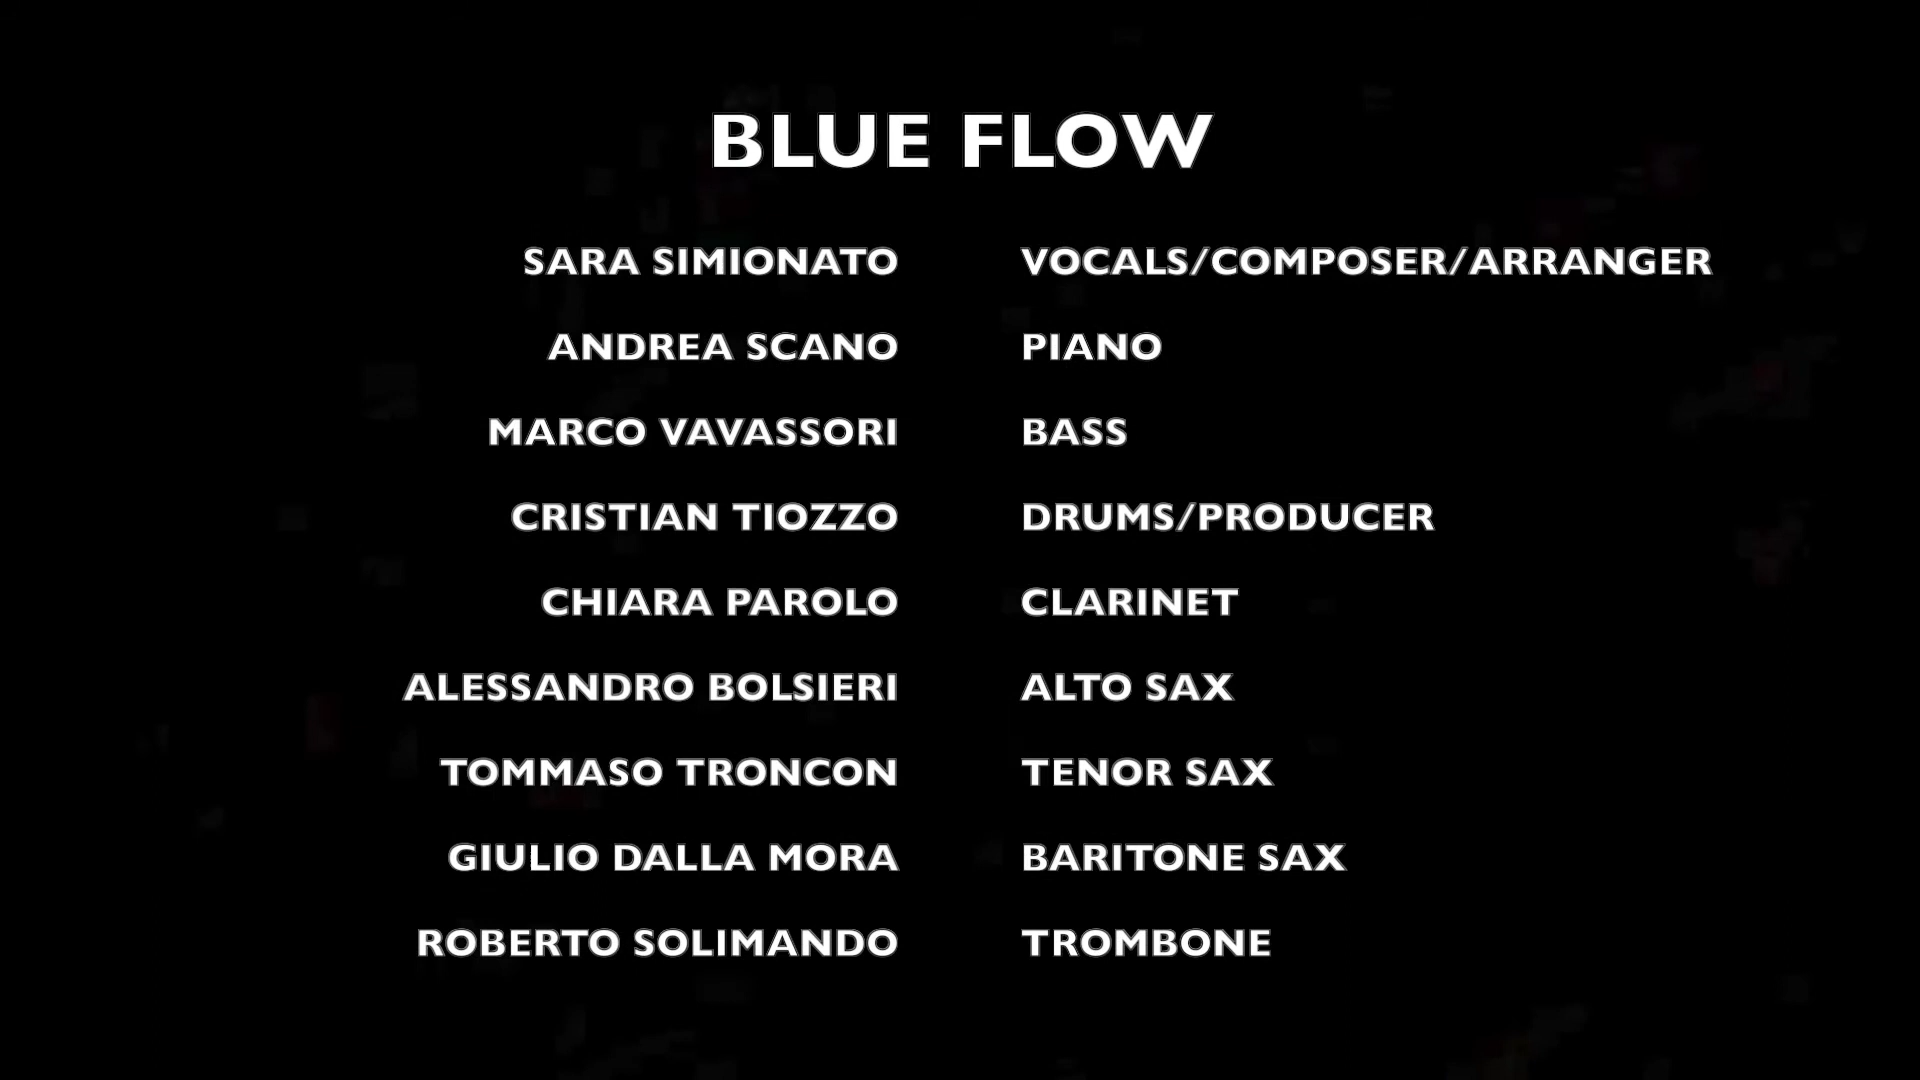 BLUE FLOW
SARA SIMIONATO VOCALS/COMPOSER/ARRANGER
ANDREA SCANO PIANO
MARCO VAVASSORI BASS
CRISTIAN TIOZZO DRUMS/PRODUCER
CHIARA PAROLO CLARINET
ALESSANDRO BOLSIERI ALTO SAX
TOMMASO TRONCON TENOR SAX
GIULIO DALLA MORA BARITONE SAX
ROBERTO SOLIMANDO TROMBONE